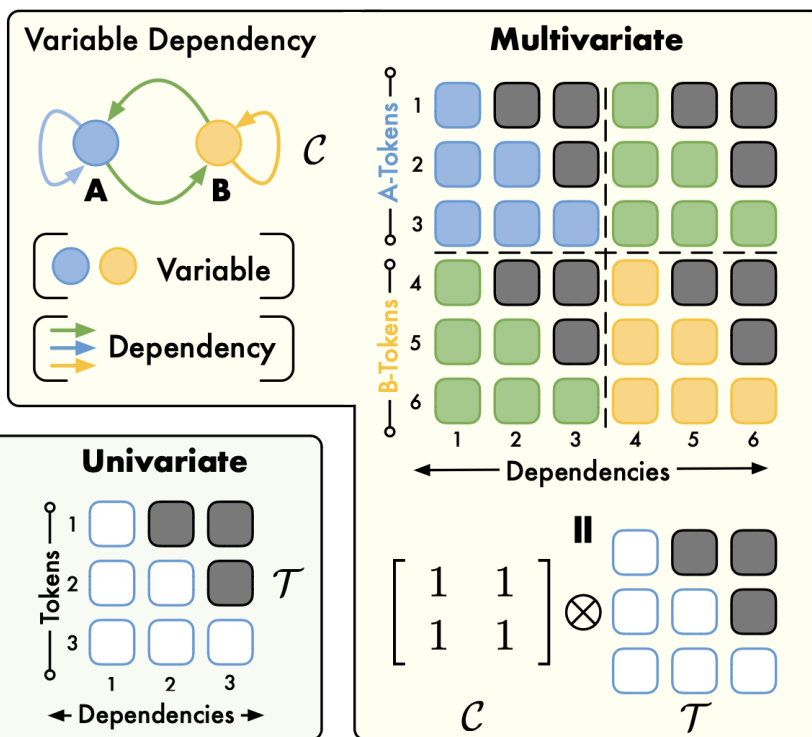 Variable Dependency
A
B
𝒞
Variable
Dependency
Multivariate
A-Tokens
B-Tokens
1
2
3
4
5
6
1 2 3 4 5 6
Dependencies
Univariate
Tokens
1
2
3
𝒯
1 2 3
Dependencies
=
[ 1 1
1 1 ] ⊗
𝒞 𝒯